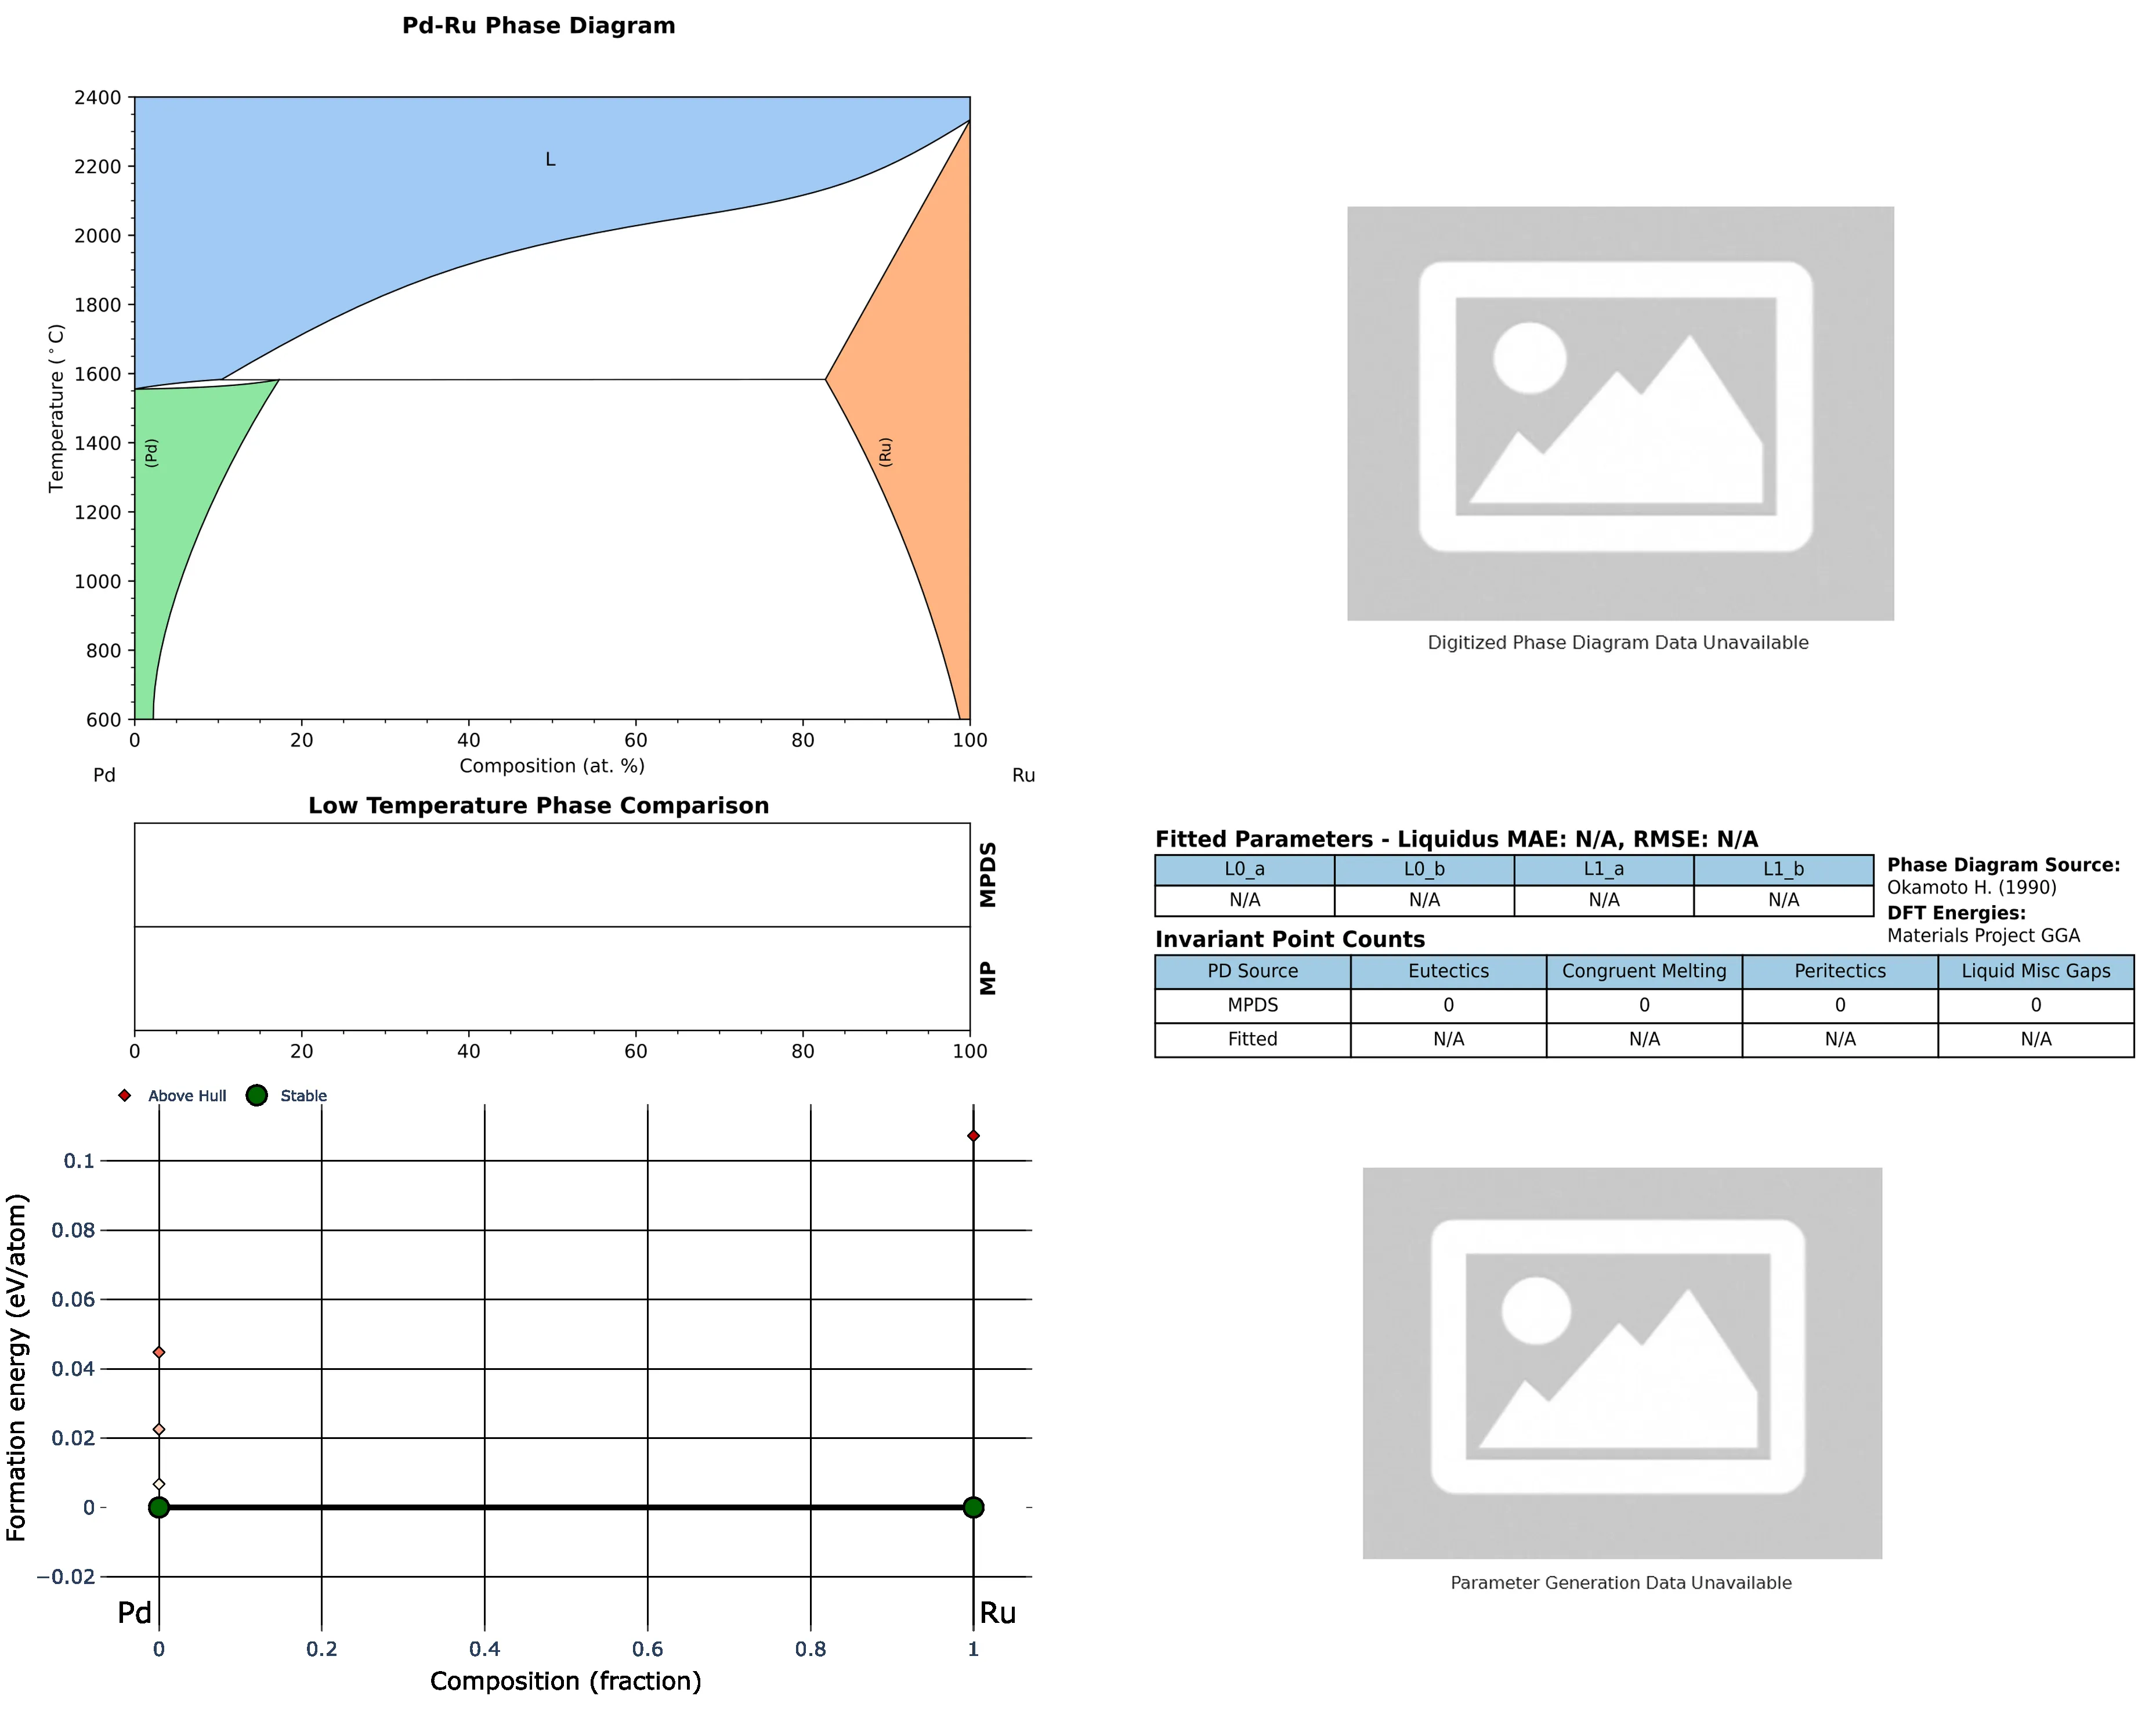 Pd-Ru Phase Diagram
2400
2200
2000
1800
1600
1400
1200
1000
800
600
Temperature (°C)
L
(Pd)
(Ru)
0 20 40 60 80 100
Composition (at. %)
Pd Ru
Digitized Phase Diagram Data Unavailable
Low Temperature Phase Comparison
MPDS
MP
0 20 40 60 80 100
Fitted Parameters - Liquidus MAE: N/A, RMSE: N/A
L0_a L0_b L1_a L1_b
N/A N/A N/A N/A
Phase Diagram Source:
Okamoto H. (1990)
DFT Energies:
Materials Project GGA
Invariant Point Counts
PD Source Eutectics Congruent Melting Peritectics Liquid Misc Gaps
MPDS 0 0 0 0
Fitted N/A N/A N/A N/A
Above Hull Stable
0.1
0.08
0.06
0.04
0.02
0
−0.02
Formation energy (eV/atom)
Pd Ru
0 0.2 0.4 0.6 0.8 1
Composition (fraction)
Parameter Generation Data Unavailable